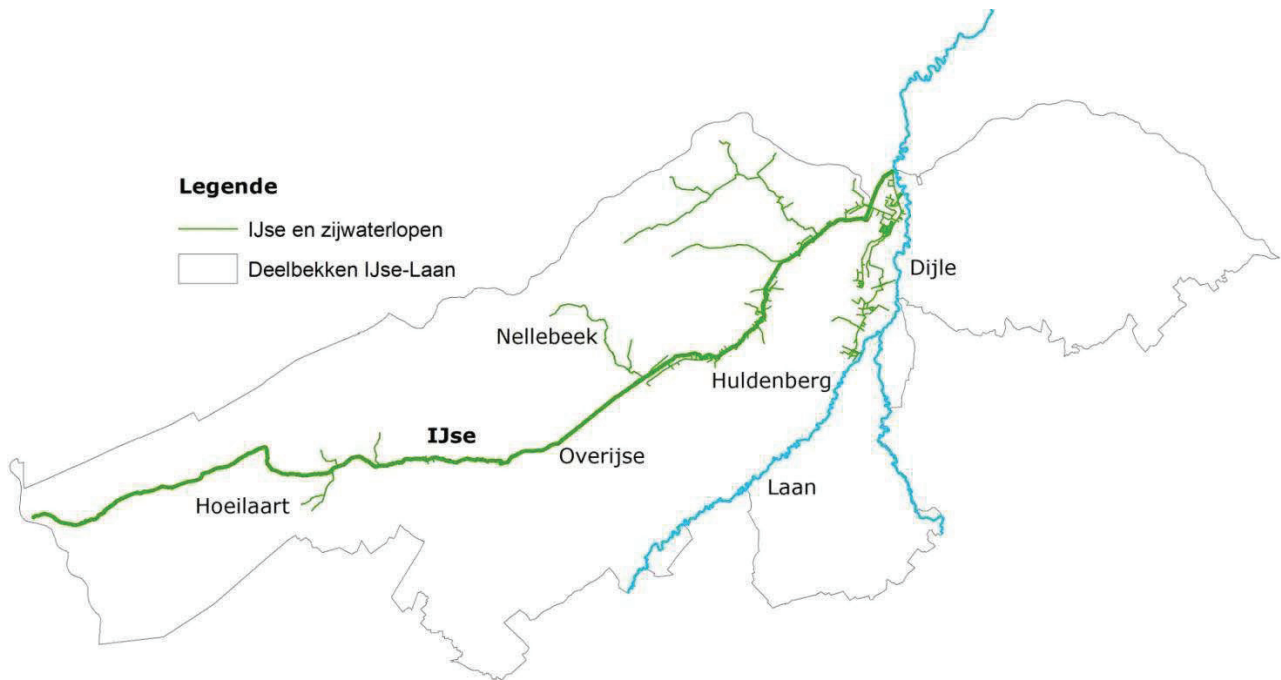 Legende
IJse en zijwaterlopen
Deelbekken IJse-Laan
Dijle
Nellebeek
Huldenberg
IJse
Overijse
Laan
Hoeilaart